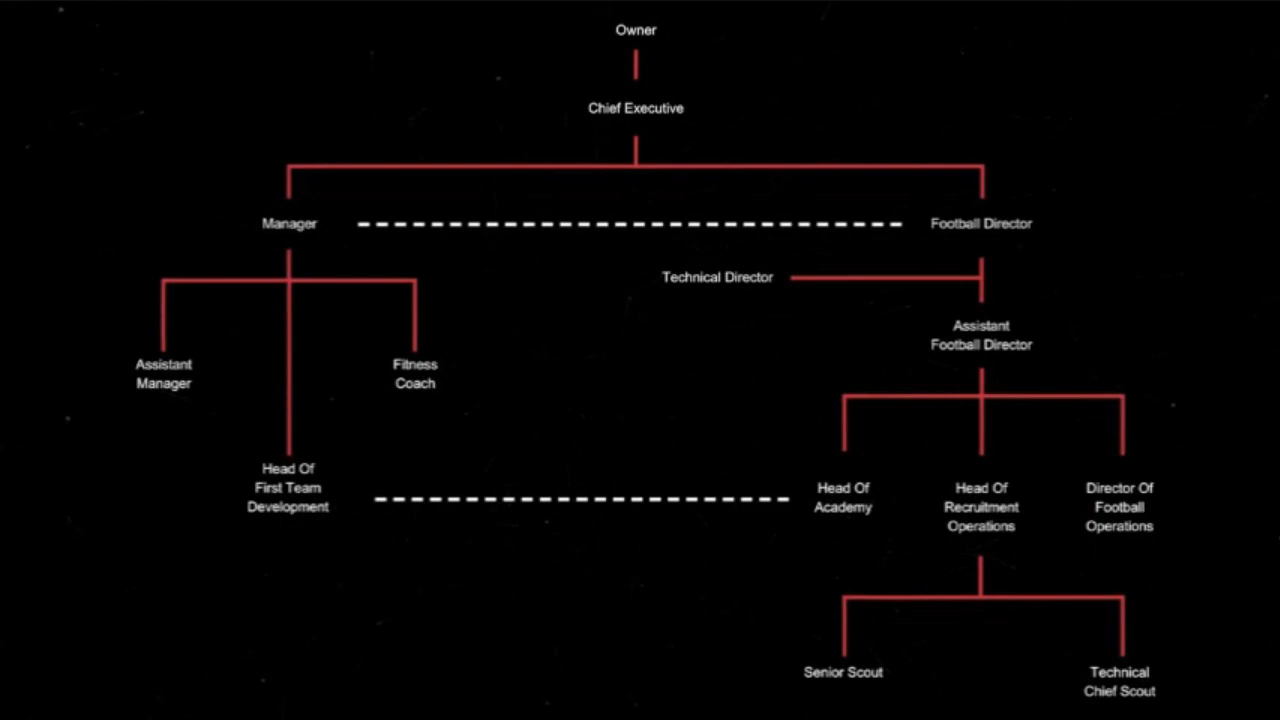 Owner
Chief Executive
Manager
Football Director
Technical Director
Assistant
Football Director
Assistant
Manager
Fitness
Coach
Head Of
First Team
Development
Head Of
Academy
Head Of
Recruitment
Operations
Director Of
Football
Operations
Senior Scout
Technical
Chief Scout